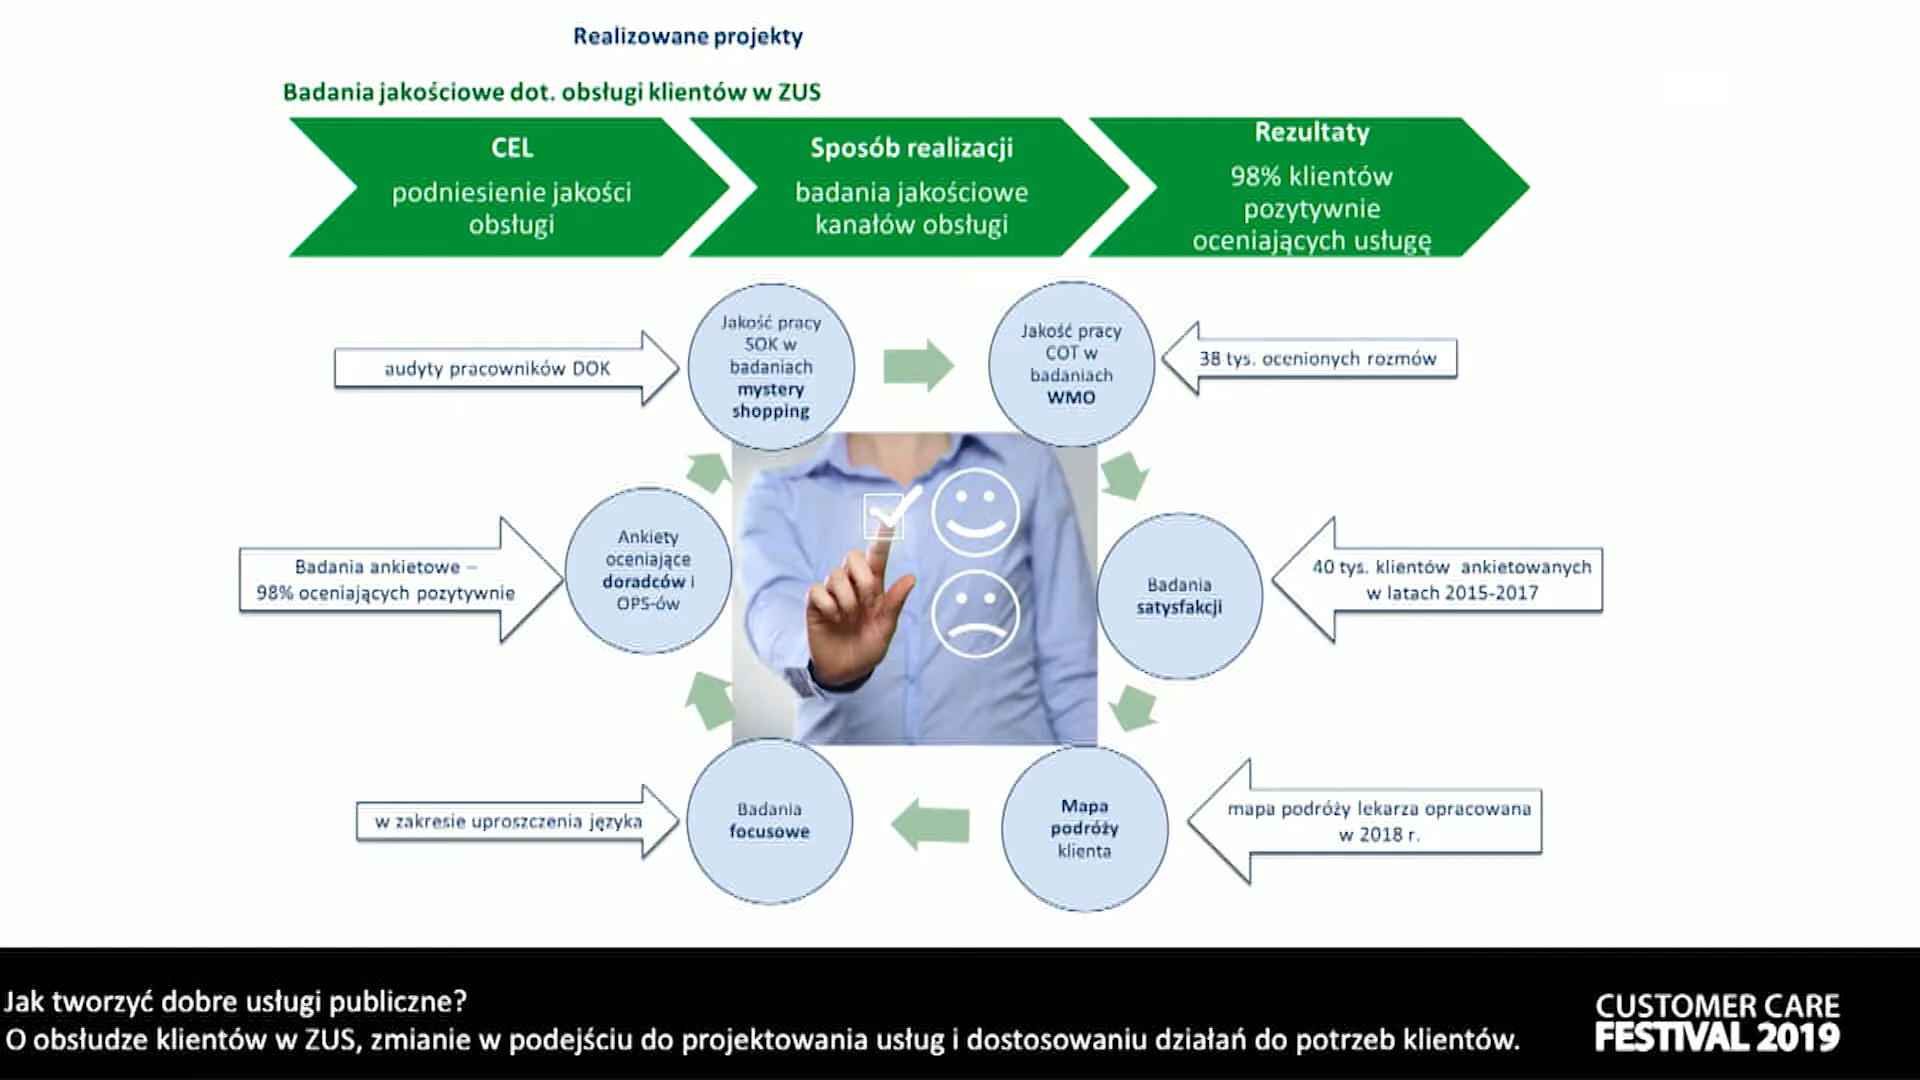 Realizowane projekty
Badania jakościowe dot. obsługi klientów w ZUS
CEL
podniesienie jakości
obsługi
Sposób realizacji
badania jakościowe
kanałów obsługi
Rezultaty
98% klientów
pozytywnie
oceniających usługę
audyty pracowników DOK
Jakość pracy
SOK w
badaniach
mystery
shopping
Jakość pracy
COT w
badaniach
WMO
38 tys. ocenionych rozmów
Badania ankietowe –
98% oceniających pozytywnie
Ankiety
oceniające
doradców i
OPS-ów
Badania
satysfakcji
40 tys. klientów ankietowanych
w latach 2015-2017
w zakresie uproszczenia języka
Badania
focusowe
Mapa
podróży
klienta
mapa podróży lekarza opracowana
w 2018 r.
Jak tworzyć dobre usługi publiczne?
O obsłudze klientów w ZUS, zmianie w podejściu do projektowania usług i dostosowaniu działań do potrzeb klientów.
CUSTOMER CARE
FESTIVAL 2019